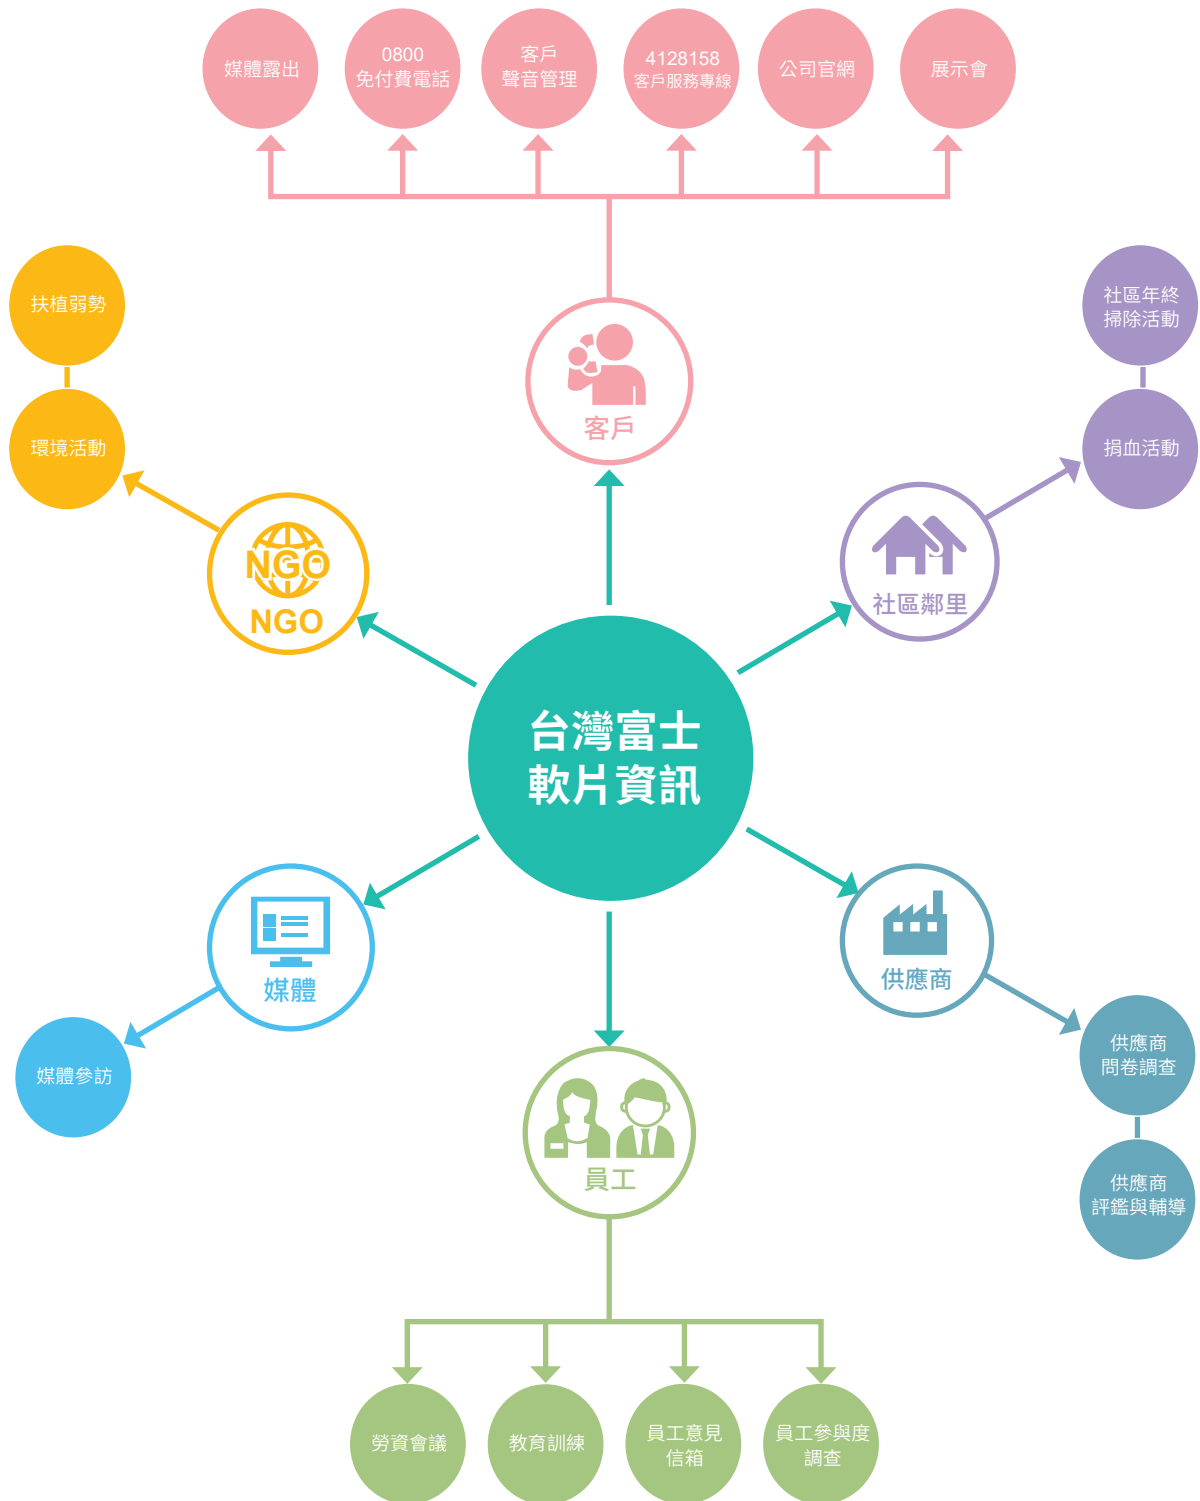 媒體露出
0800
免付費電話
客戶
聲音管理
4128158
客戶服務專線
公司官網
展示會
扶植弱勢
環境活動
社區年終
掃除活動
捐血活動
客戶
NGO
NGO
社區鄰里
台灣富士
軟片資訊
媒體
媒體參訪
供應商
供應商
問卷調查
供應商
評鑑與輔導
員工
勞資會議
教育訓練
員工意見
信箱
員工參與度
調查